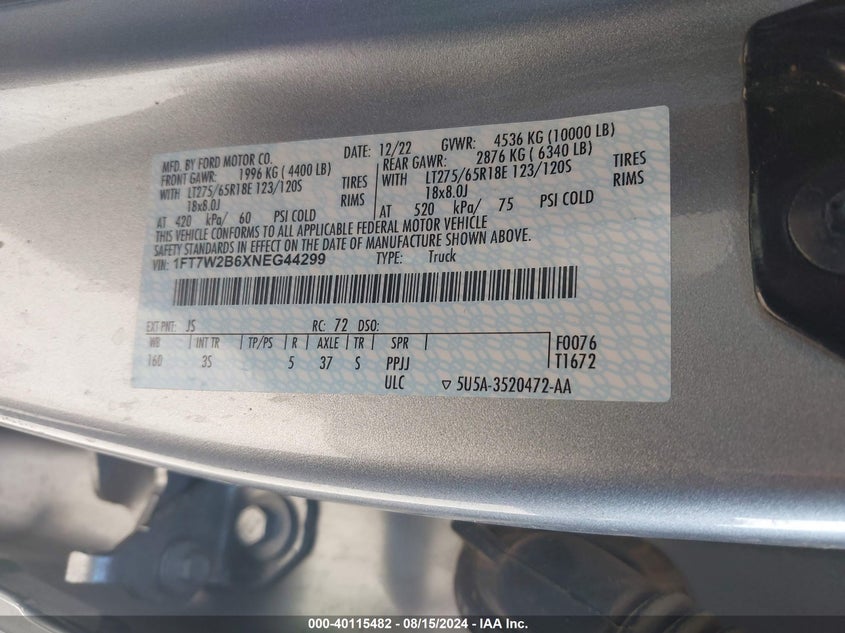 MFD. BY FORD MOTOR CO. DATE: 12/22 GVWR: 4536 KG (10000 LB)
FRONT GAWR: 1996 KG ( 4400 LB) REAR GAWR: 2876 KG ( 6340 LB)
WITH LT275/65R18E 123/120S TIRES WITH LT275/65R18E 123/120S TIRES
18x8.0J RIMS 18x8.0J RIMS
AT 420 kPa/ 60 PSI COLD AT 520 kPa/ 75 PSI COLD
THIS VEHICLE CONFORMS TO ALL APPLICABLE FEDERAL MOTOR VEHICLE
SAFETY STANDARDS IN EFFECT ON THE DATE OF MANUFACTURE SHOWN ABOVE.
VIN: 1FT7W2B6XNEG44299 TYPE: Truck
EXT PNT: JS RC: 72 DSO:
WB INT TR TP/PS R AXLE TR SPR F0076
160 3S 5 37 S PPJJ T1672
ULC ▽ 5U5A-3520472-AA
000-40115482 - 08/15/2024 - IAA Inc.